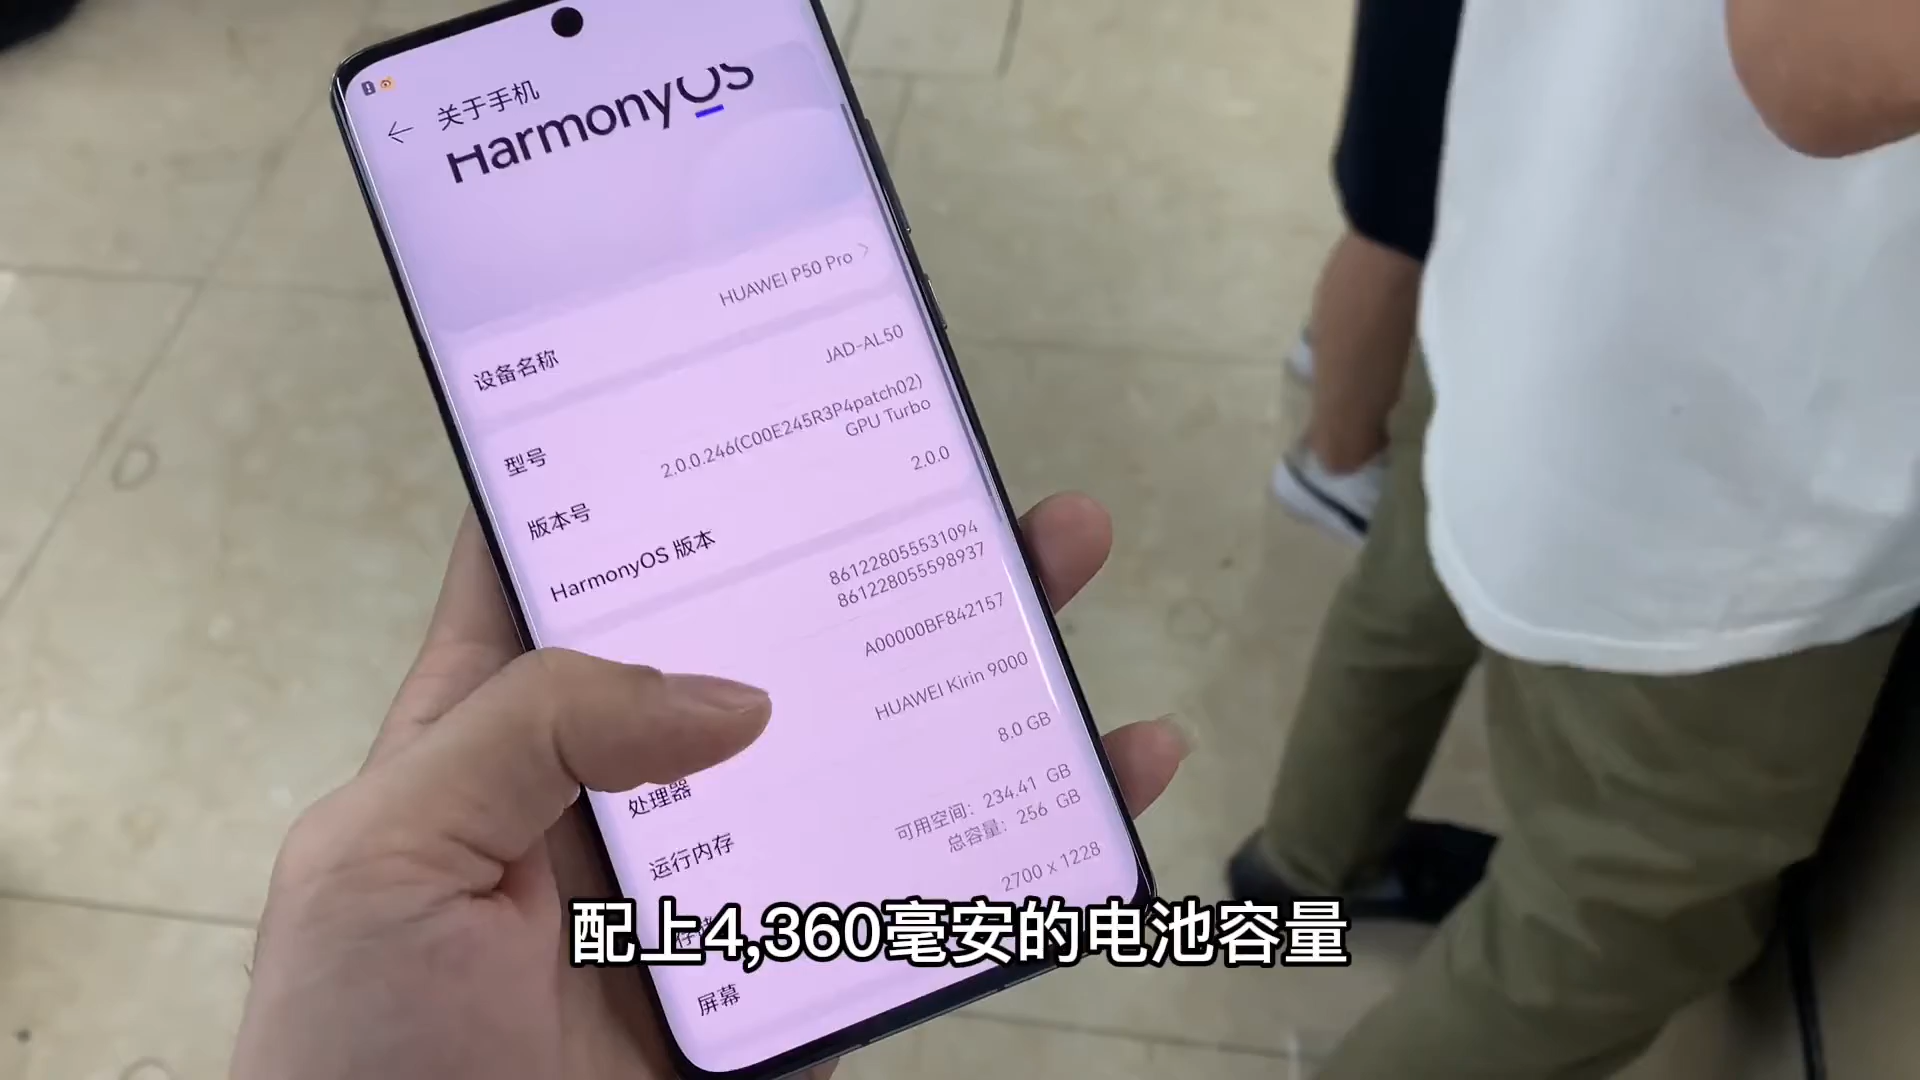 关于手机
HarmonyOS
设备名称
HUAWEI P50 Pro
型号
JAD-AL50
版本号
2.0.0.246(C00E245R3P4patch02)
GPU Turbo
HarmonyOS 版本
2.0.0
861228055531094
861228055598937
A00000BF842157
处理器
HUAWEI Kirin 9000
运行内存
8.0 GB
可用空间: 234.41 GB
总容量: 256 GB
屏幕
2700 x 1228
配上4,360毫安的电池容量